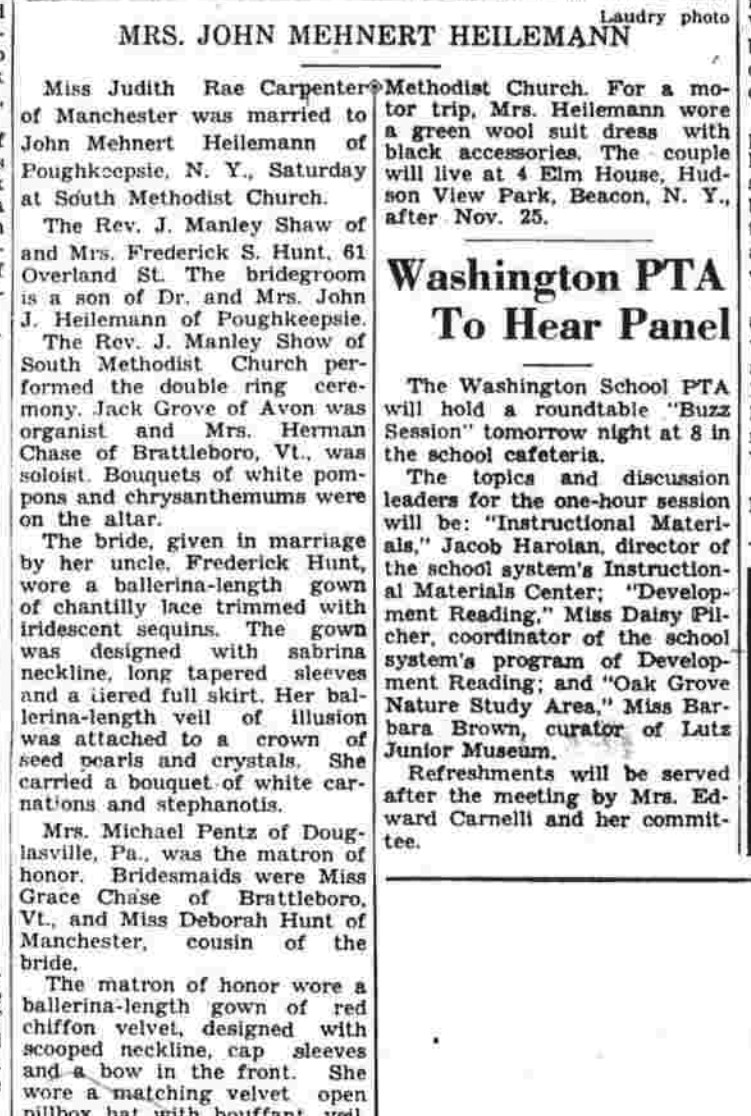 Laudry photo
MRS. JOHN MEHNERT HEILEMANN
Miss Judith Rae Carpenter
of Manchester was married to
John Mehnert Heilemann of
Poughkeepsie, N. Y., Saturday
at South Methodist Church.
The Rev. J. Manley Shaw of
and Mrs. Frederick S. Hunt, 61
Overland St. The bridegroom
is a son of Dr. and Mrs. John
J. Heilemann of Poughkeepsie.
The Rev. J. Manley Show of
South Methodist Church per-
formed the double ring cere-
mony. Jack Grove of Avon was
organist and Mrs. Herman
Chase of Brattleboro, Vt., was
soloist. Bouquets of white pom-
pons and chrysanthemums were
on the altar.
The bride, given in marriage
by her uncle, Frederick Hunt,
wore a ballerina-length gown
of chantilly lace trimmed with
iridescent sequins. The gown
was designed with sabrina
neckline, long tapered sleeves
and a tiered full skirt. Her bal-
lerina-length veil of illusion
was attached to a crown of
seed pearls and crystals. She
carried a bouquet of white car-
nations and stephanotis.
Mrs. Michael Pentz of Doug-
lasville, Pa., was the matron of
honor. Bridesmaids were Miss
Grace Chase of Brattleboro,
Vt., and Miss Deborah Hunt of
Manchester, cousin of the
bride.
The matron of honor wore a
ballerina-length gown of red
chiffon velvet, designed with
scooped neckline, cap sleeves
and a bow in the front. She
wore a matching velvet open
pillbox hat with bouffant veil
Methodist Church. For a mo-
tor trip, Mrs. Heilemann wore
a green wool suit dress with
black accessories. The couple
will live at 4 Elm House, Hud-
son View Park, Beacon, N. Y.,
after Nov. 25.
Washington PTA
To Hear Panel
The Washington School PTA
will hold a roundtable "Buzz
Session" tomorrow night at 8 in
the school cafeteria.
The topics and discussion
leaders for the one-hour session
will be: "Instructional Materi-
als," Jacob Haroian, director of
the school system's Instruction-
al Materials Center; "Develop-
ment Reading," Miss Daisy Pil-
cher, coordinator of the school
system's program of Develop-
ment Reading; and "Oak Grove
Nature Study Area," Miss Bar-
bara Brown, curator of Lutz
Junior Museum.
Refreshments will be served
after the meeting by Mrs. Ed-
ward Carnelli and her commit-
tee.